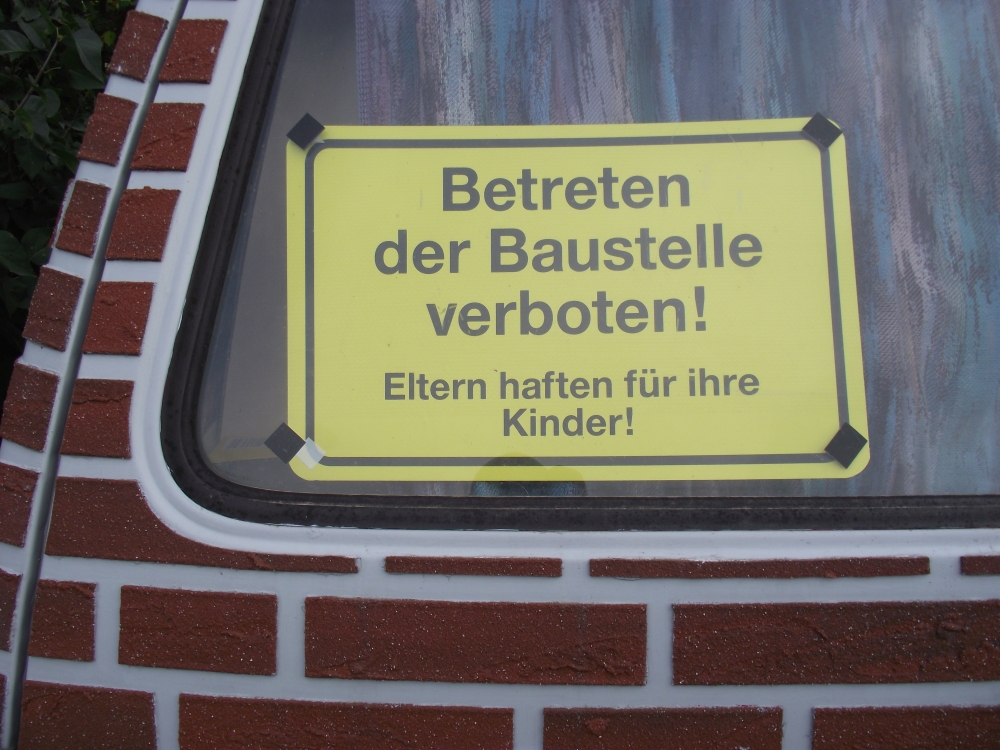 Betreten
der Baustelle
verboten!
Eltern haften für ihre
Kinder!